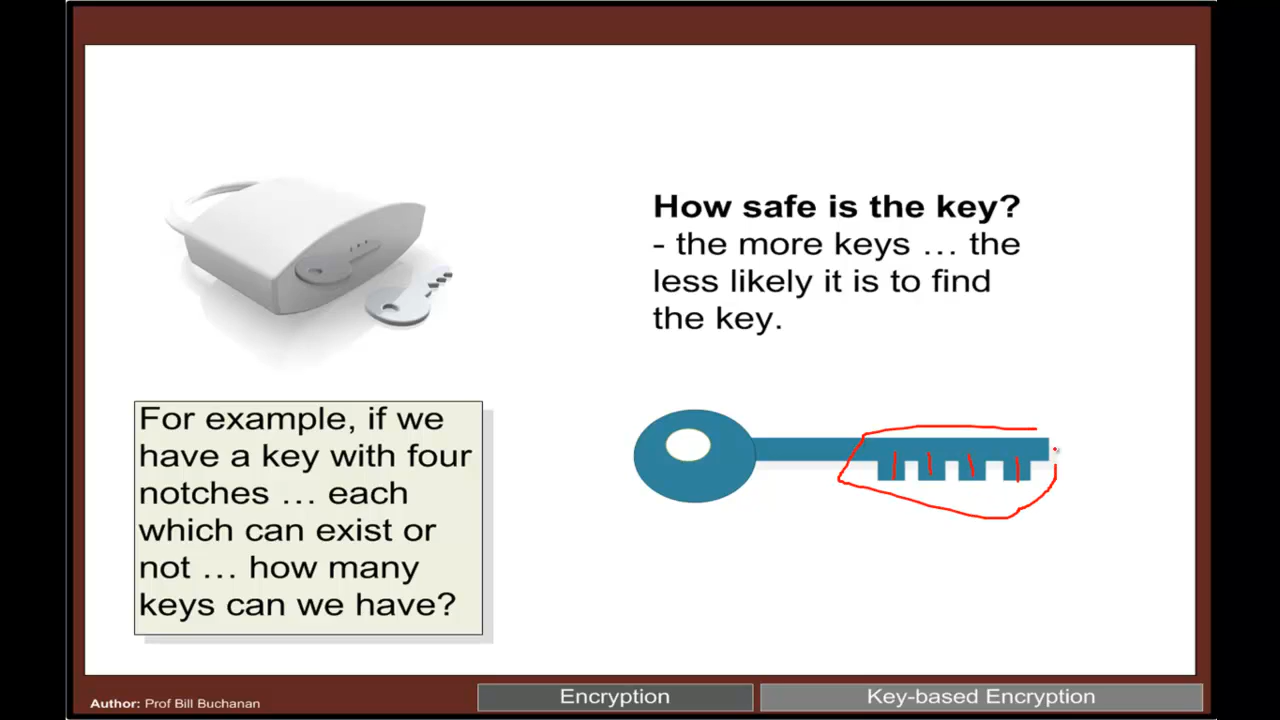 How safe is the key?
- the more keys … the
less likely it is to find
the key.
For example, if we
have a key with four
notches … each
which can exist or
not … how many
keys can we have?
Author: Prof Bill Buchanan
Encryption
Key-based Encryption